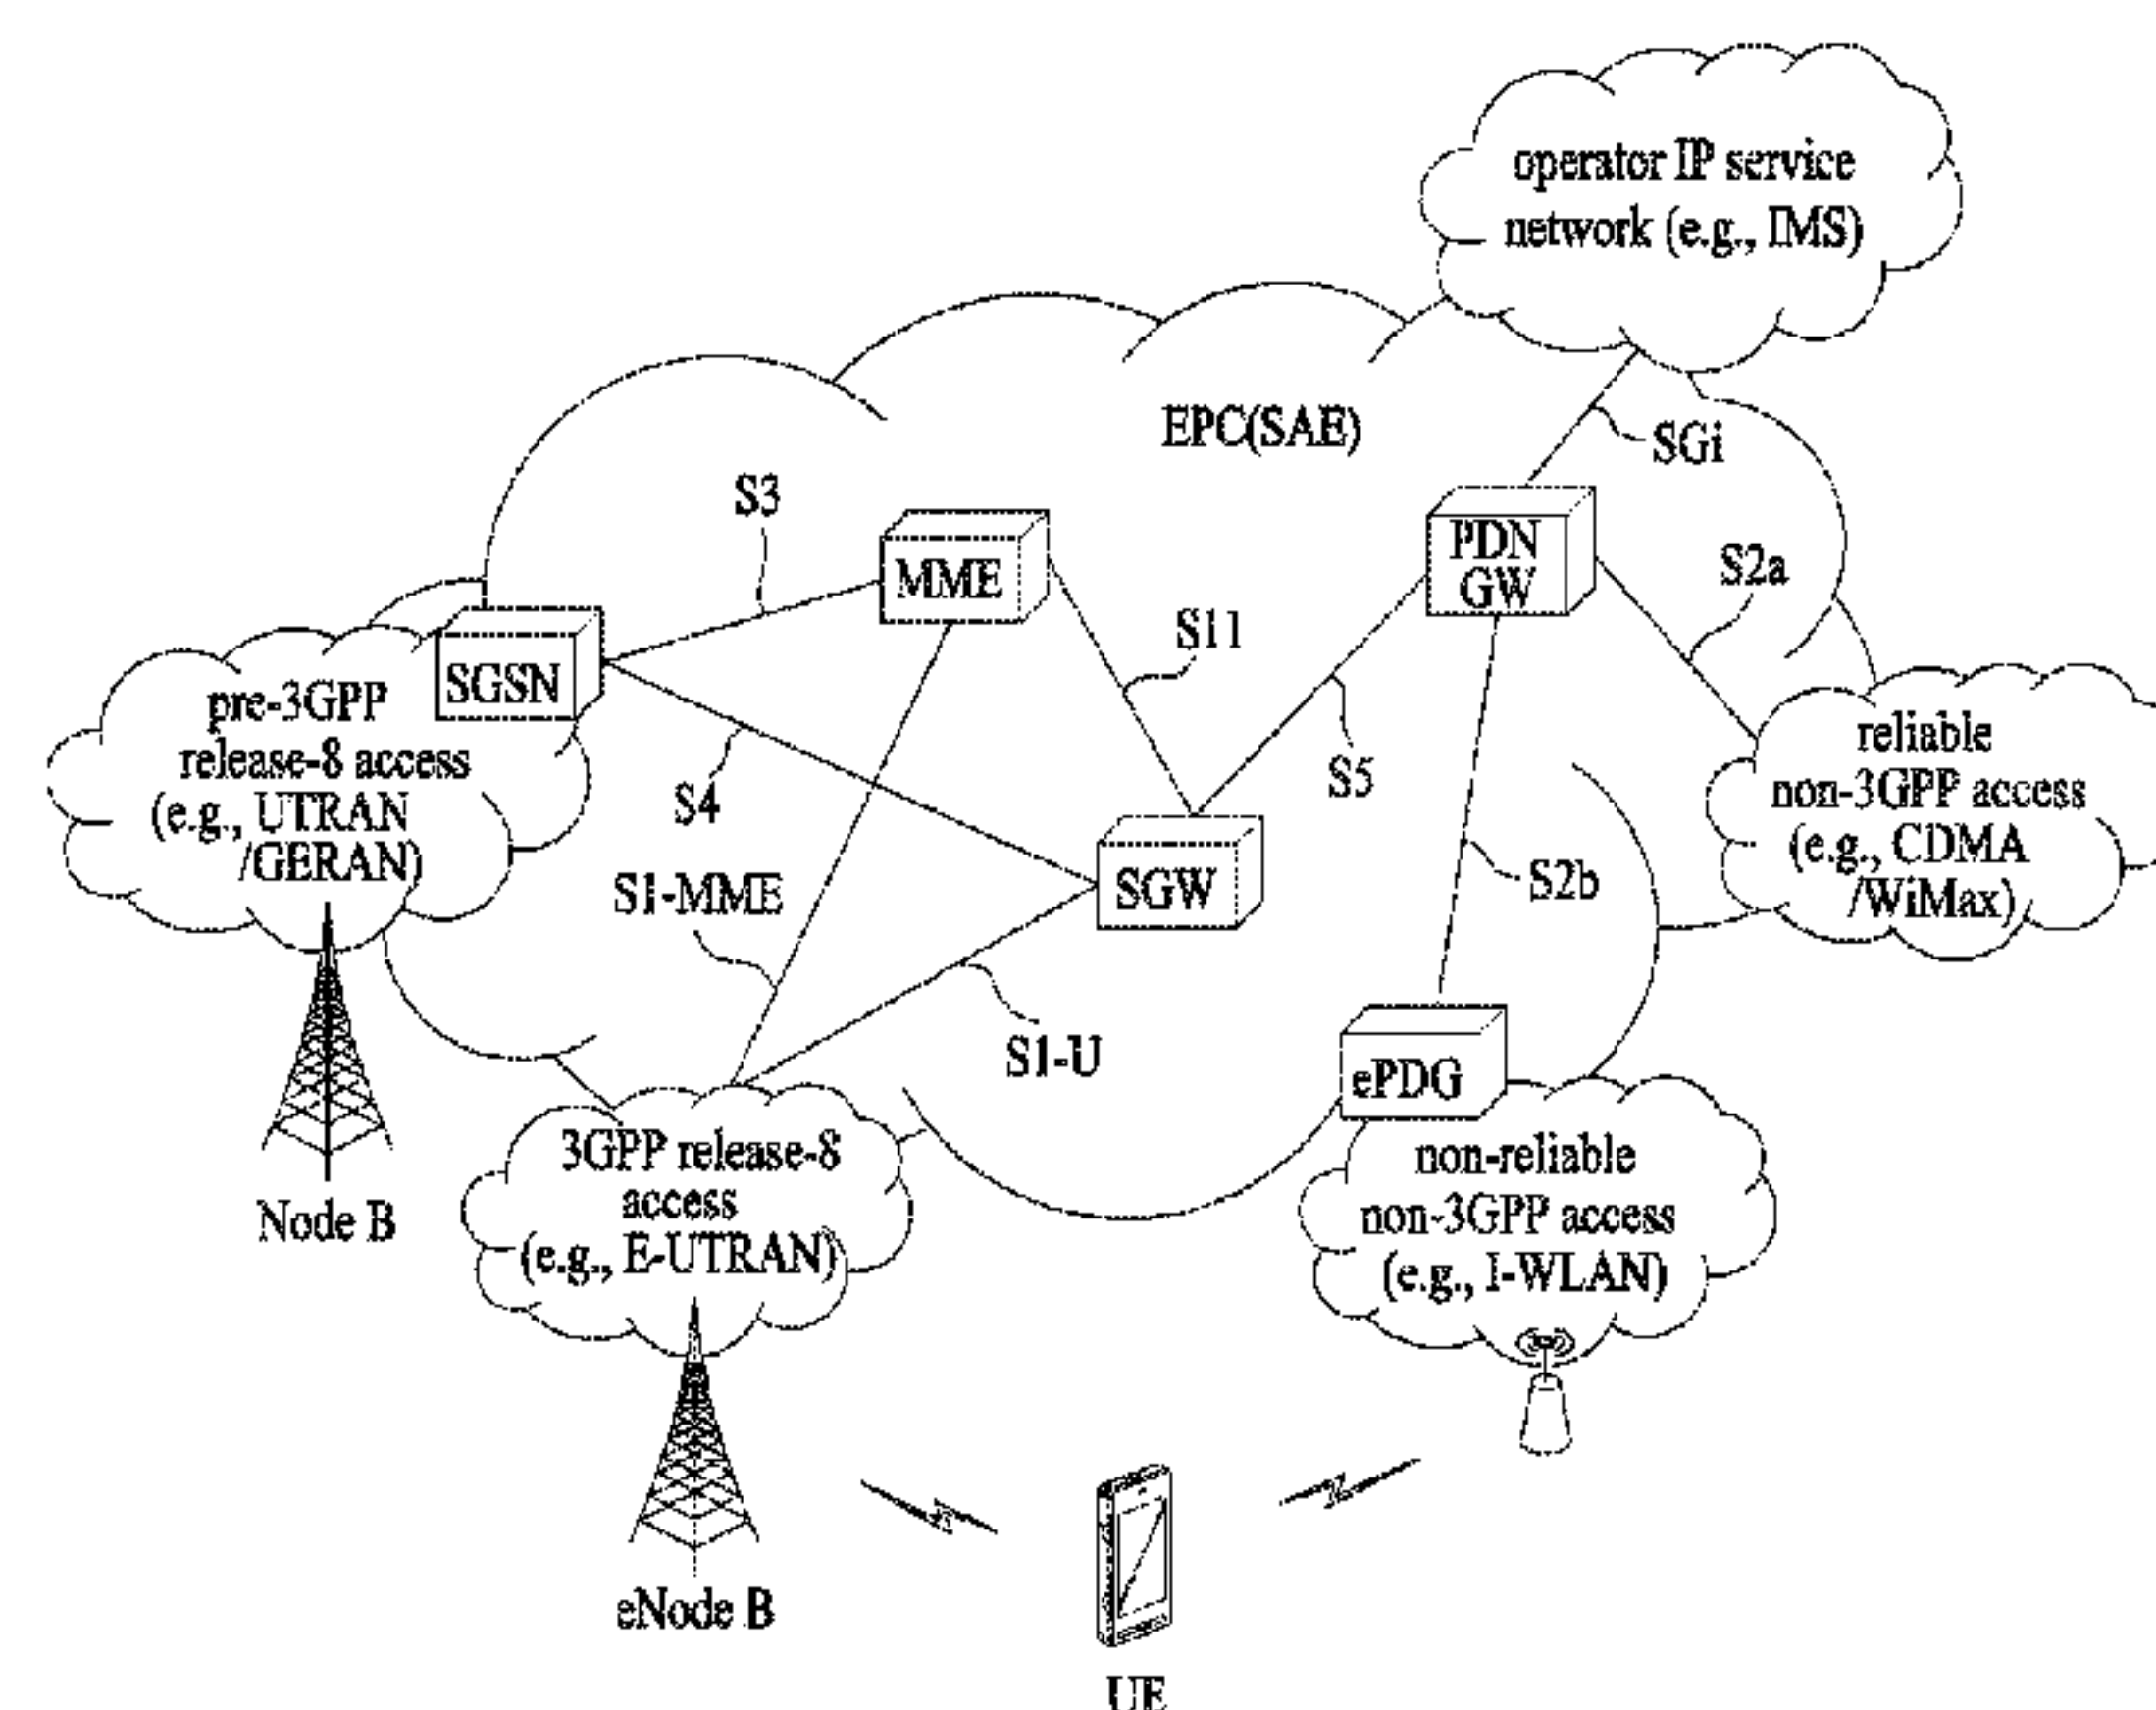 operator IP service
network (e.g., IMS)
EPC(SAE)
SGi
S3
MME
PDN
GW
S2a
S11
SGSN
pre-3GPP
release-8 access
(e.g., UTRAN
/GERAN)
S4
S5
reliable
non-3GPP access
(e.g., CDMA
/WiMax)
S1-MME
SGW
S2b
S1-U
ePDG
Node B
3GPP release-8
access
(e.g., E-UTRAN)
non-reliable
non-3GPP access
(e.g., I-WLAN)
eNode B
UE